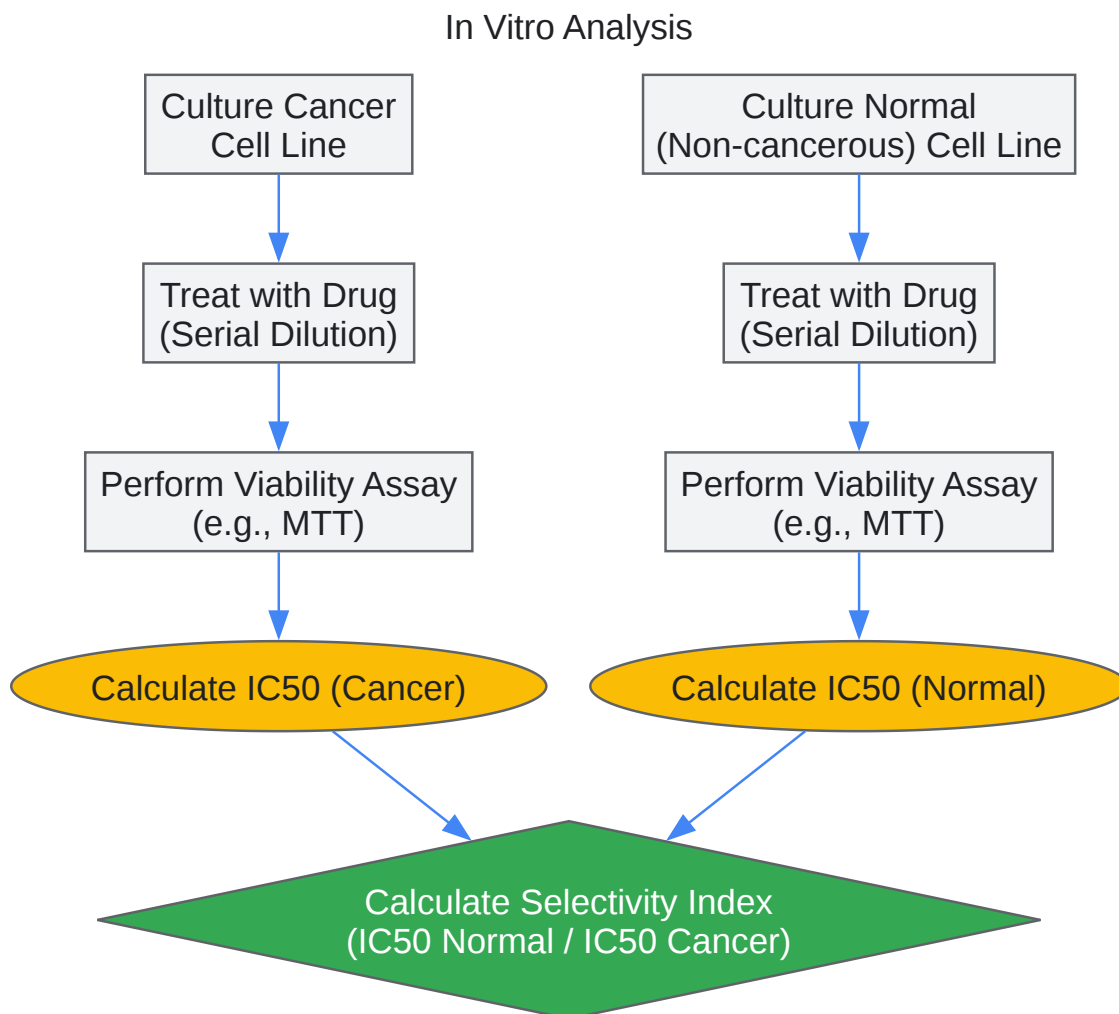 In Vitro Analysis
Culture Cancer
Cell Line
Culture Normal
(Non-cancerous) Cell Line
Treat with Drug
(Serial Dilution)
Treat with Drug
(Serial Dilution)
Perform Viability Assay
(e.g., MTT)
Perform Viability Assay
(e.g., MTT)
Calculate IC50 (Cancer)
Calculate IC50 (Normal)
Calculate Selectivity Index
(IC50 Normal / IC50 Cancer)